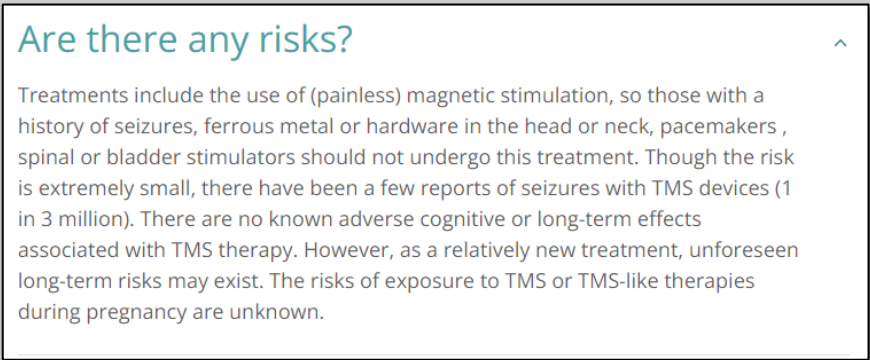 Are there any risks?
Treatments include the use of (painless) magnetic stimulation, so those with a
history of seizures, ferrous metal or hardware in the head or neck, pacemakers ,
spinal or bladder stimulators should not undergo this treatment. Though the risk
is extremely small, there have been a few reports of seizures with TMS devices (1
in 3 million). There are no known adverse cognitive or long-term effects
associated with TMS therapy. However, as a relatively new treatment, unforeseen
long-term risks may exist. The risks of exposure to TMS or TMS-like therapies
during pregnancy are unknown.